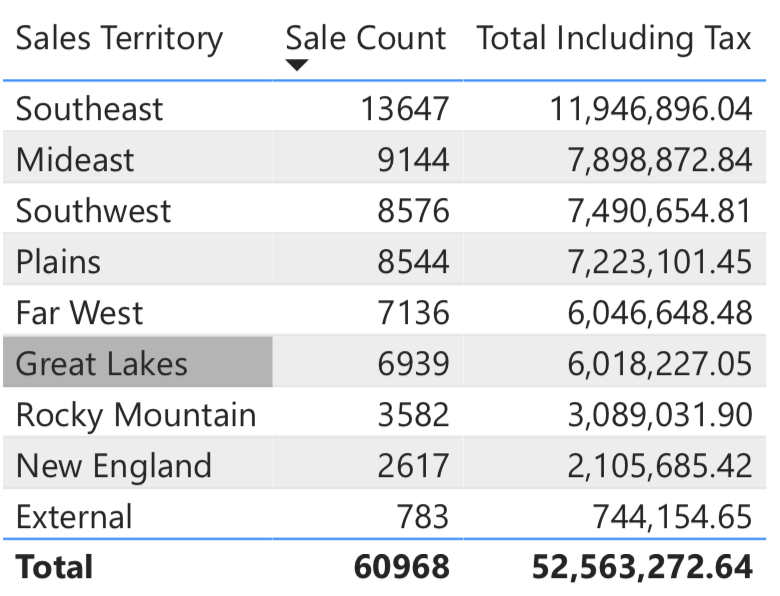 Sales Territory Sale Count Total Including Tax
Southeast 13647 11,946,896.04
Mideast 9144 7,898,872.84
Southwest 8576 7,490,654.81
Plains 8544 7,223,101.45
Far West 7136 6,046,648.48
Great Lakes 6939 6,018,227.05
Rocky Mountain 3582 3,089,031.90
New England 2617 2,105,685.42
External 783 744,154.65
Total 60968 52,563,272.64